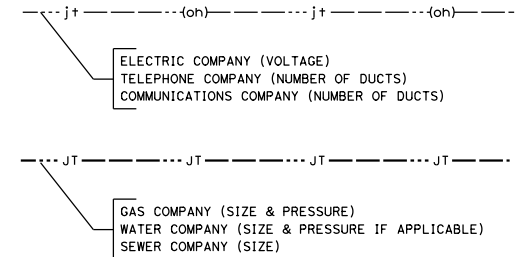 jt (oh) jt (oh)
ELECTRIC COMPANY (VOLTAGE)
TELEPHONE COMPANY (NUMBER OF DUCTS)
COMMUNICATIONS COMPANY (NUMBER OF DUCTS)
JT JT JT JT
GAS COMPANY (SIZE & PRESSURE)
WATER COMPANY (SIZE & PRESSURE IF APPLICABLE)
SEWER COMPANY (SIZE)